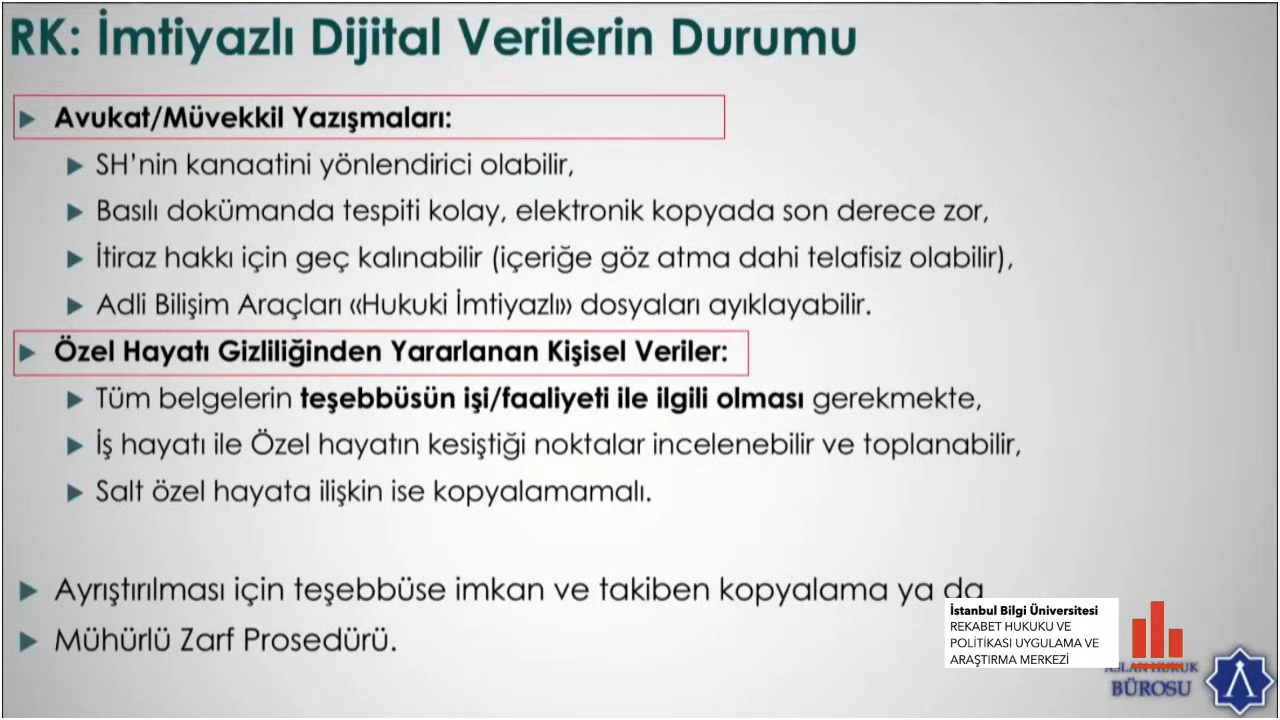 RK: İmtiyazlı Dijital Verilerin Durumu
Avukat/Müvekkil Yazışmaları:
SH’nin kanaatini yönlendirici olabilir,
Basılı dokümanda tespiti kolay, elektronik kopyada son derece zor,
İtiraz hakkı için geç kalınabilir (içeriğe göz atma dahi telafisiz olabilir),
Adli Bilişim Araçları «Hukuki İmtiyazlı» dosyaları ayıklayabilir.
Özel Hayatı Gizliliğinden Yararlanan Kişisel Veriler:
Tüm belgelerin teşebbüsün işi/faaliyeti ile ilgili olması gerekmekte,
İş hayatı ile Özel hayatın kesiştiği noktalar incelenebilir ve toplanabilir,
Salt özel hayata ilişkin ise kopyalamamalı.
Ayrıştırılması için teşebbüse imkan ve takiben kopyalama ya da
Mühürlü Zarf Prosedürü.
İstanbul Bilgi Üniversitesi
REKABET HUKUKU VE
POLİTİKASI UYGULAMA VE
ARAŞTIRMA MERKEZİ
ASLAN HUKUK
BÜROSU